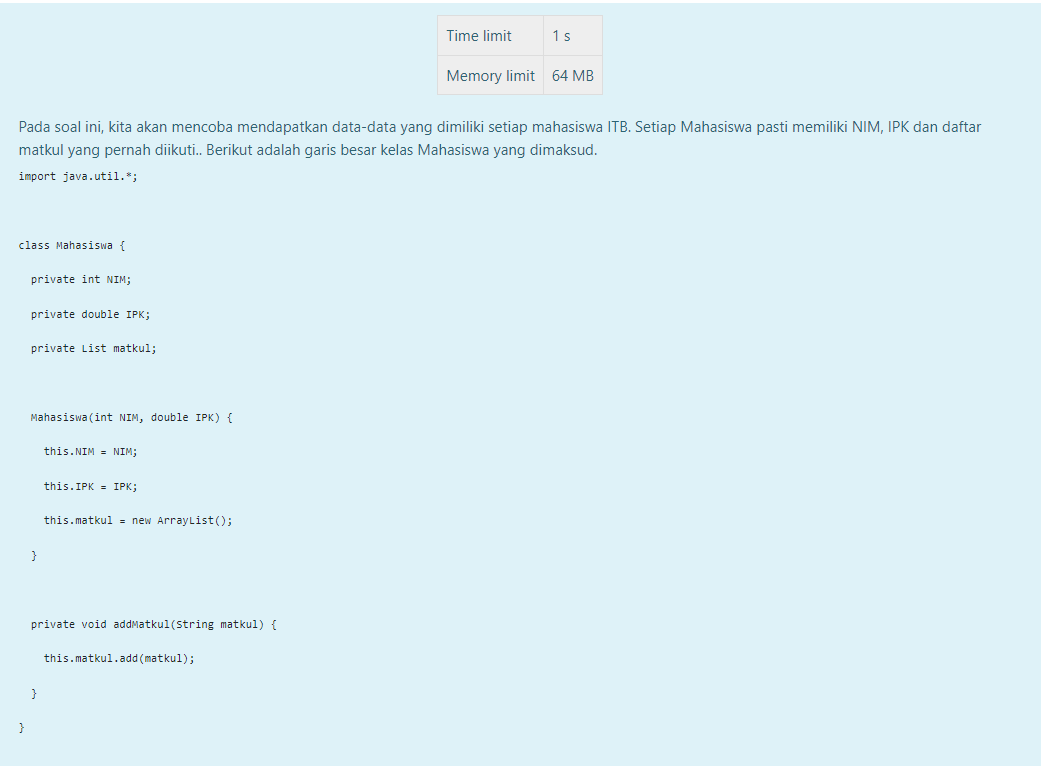 Time limit 1 s
Memory limit 64 MB
Pada soal ini, kita akan mencoba mendapatkan data-data yang dimiliki setiap mahasiswa ITB. Setiap Mahasiswa pasti memiliki NIM, IPK dan daftar
matkul yang pernah diikuti.. Berikut adalah garis besar kelas Mahasiswa yang dimaksud.
import java.util.*;
class Mahasiswa {
private int NIM;
private double IPK;
private List matkul;
Mahasiswa(int NIM, double IPK) {
this.NIM = NIM;
this.IPK = IPK;
this.matkul = new ArrayList();
}
private void addMatkul(String matkul) {
this.matkul.add(matkul);
}
}